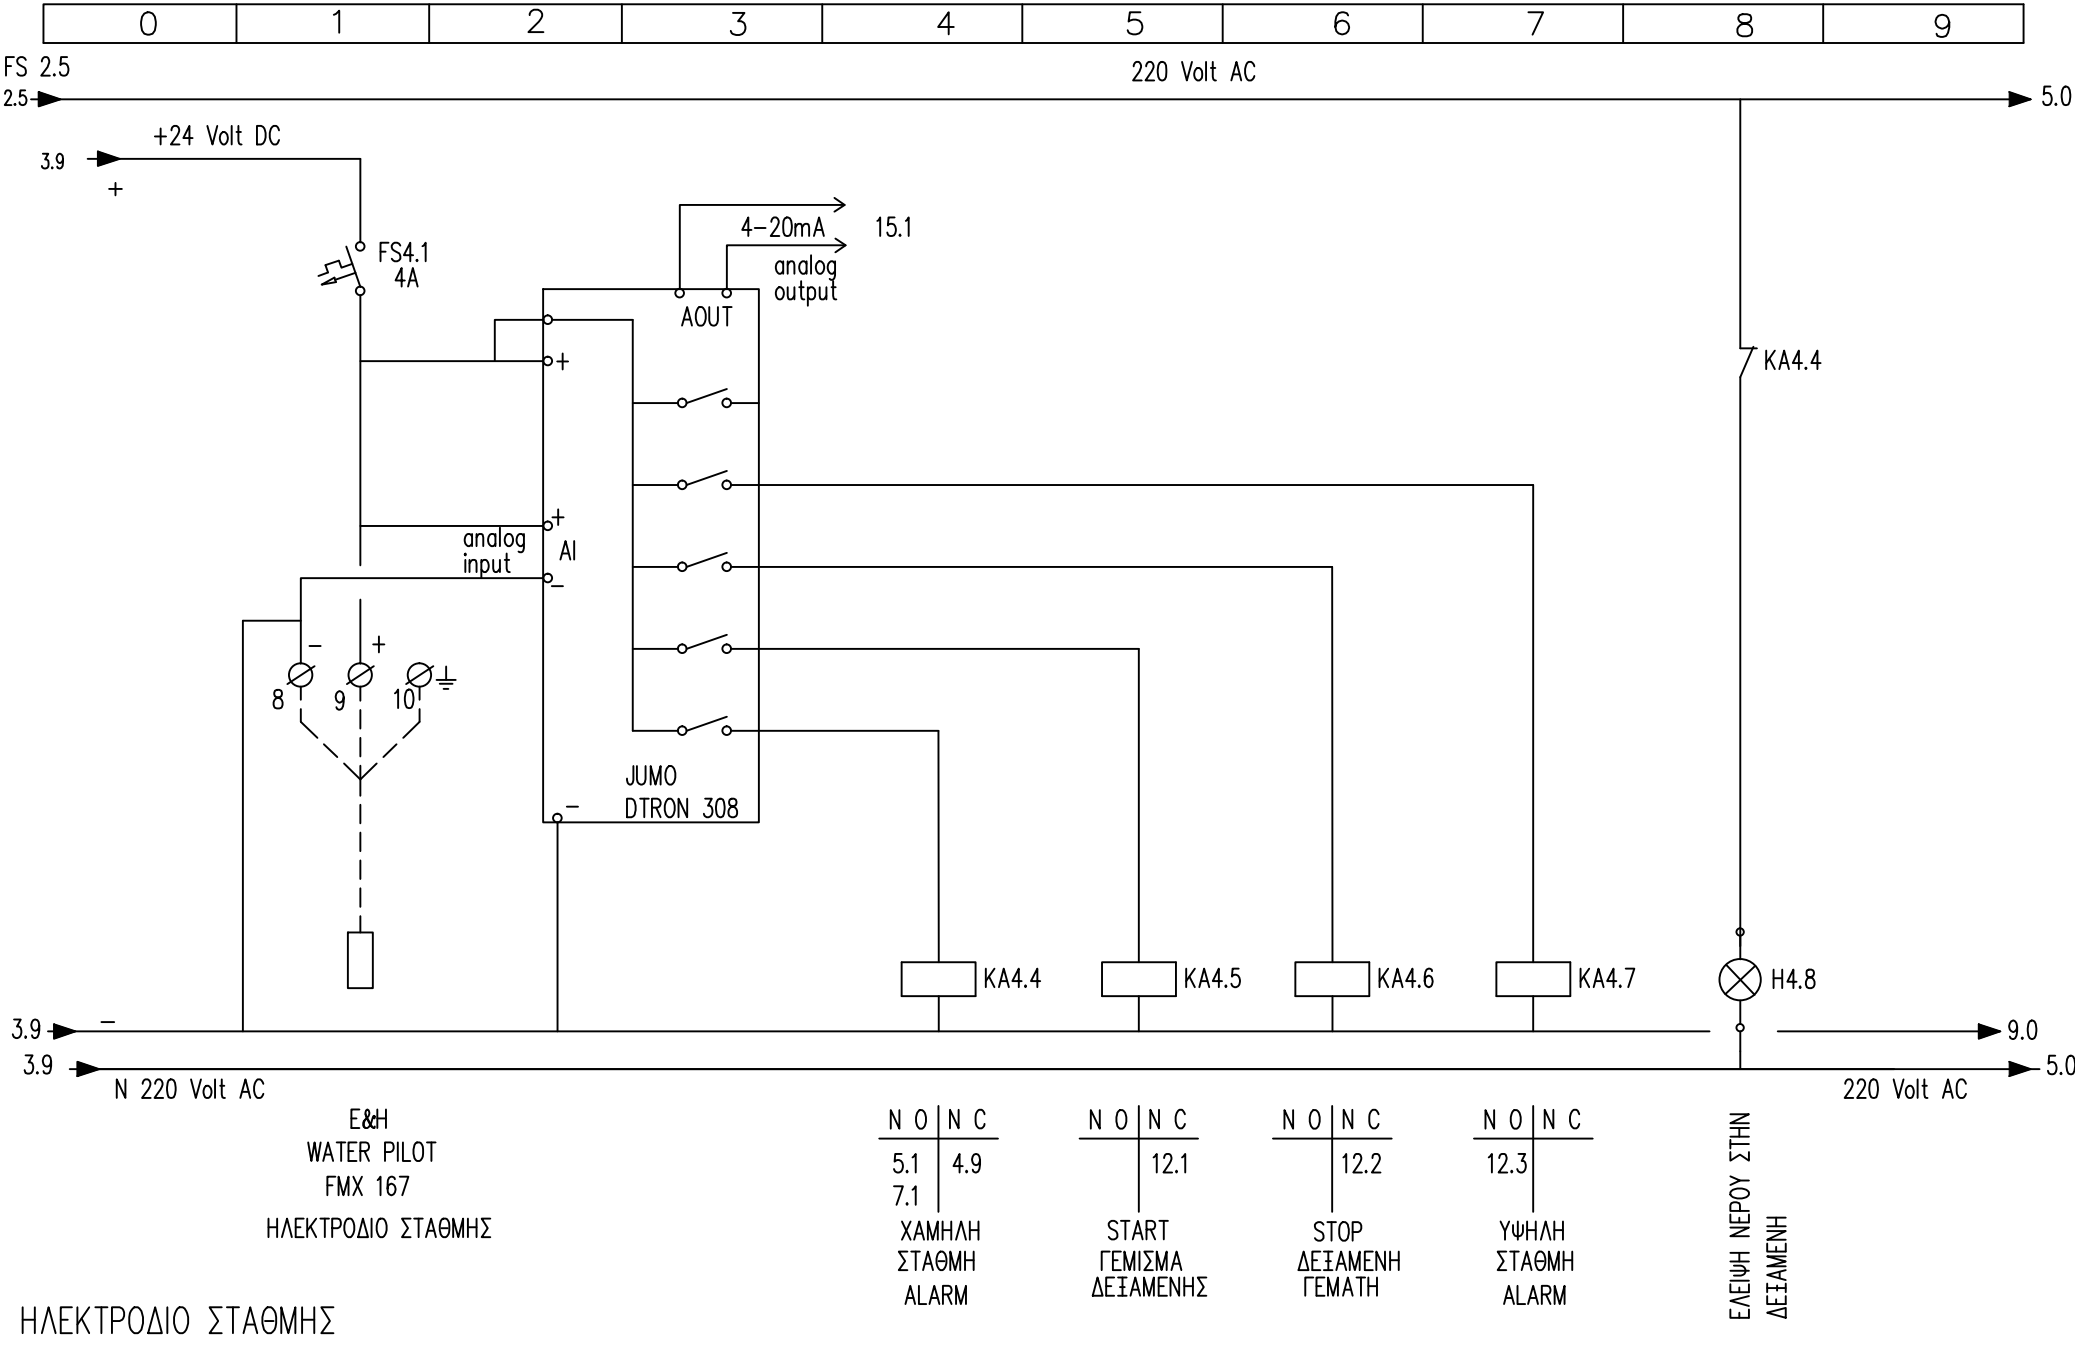 0 1 2 3 4 5 6 7 8 9
FS 2.5
220 Volt AC
2.5
5.0
+24 Volt DC
3.9
+
4-20mA 15.1
FS4.1
4A
analog
output
AOUT
+
KA4.4
+
analog
input
AI
-
- +
8 9 10
JUMO
DTRON 308
-
KA4.4 KA4.5 KA4.6 KA4.7 H4.8
-
3.9
9.0
3.9
5.0
N 220 Volt AC
220 Volt AC
E&H
WATER PILOT
FMX 167
ΗΛΕΚΤΡΟΔΙΟ ΣΤΑΘΜΗΣ
N O N C
5.1 4.9
7.1
ΧΑΜΗΛΗ
ΣΤΑΘΜΗ
ALARM
N O N C
12.1
START
ΓΕΜΙΣΜΑ
ΔΕΞΑΜΕΝΗΣ
N O N C
12.2
STOP
ΔΕΞΑΜΕΝΗ
ΓΕΜΑΤΗ
N O N C
12.3
ΥΨΗΛΗ
ΣΤΑΘΜΗ
ALARM
ΕΛΕΙΨΗ ΝΕΡΟΥ ΣΤΗΝ
ΔΕΞΑΜΕΝΗ
ΗΛΕΚΤΡΟΔΙΟ ΣΤΑΘΜΗΣ